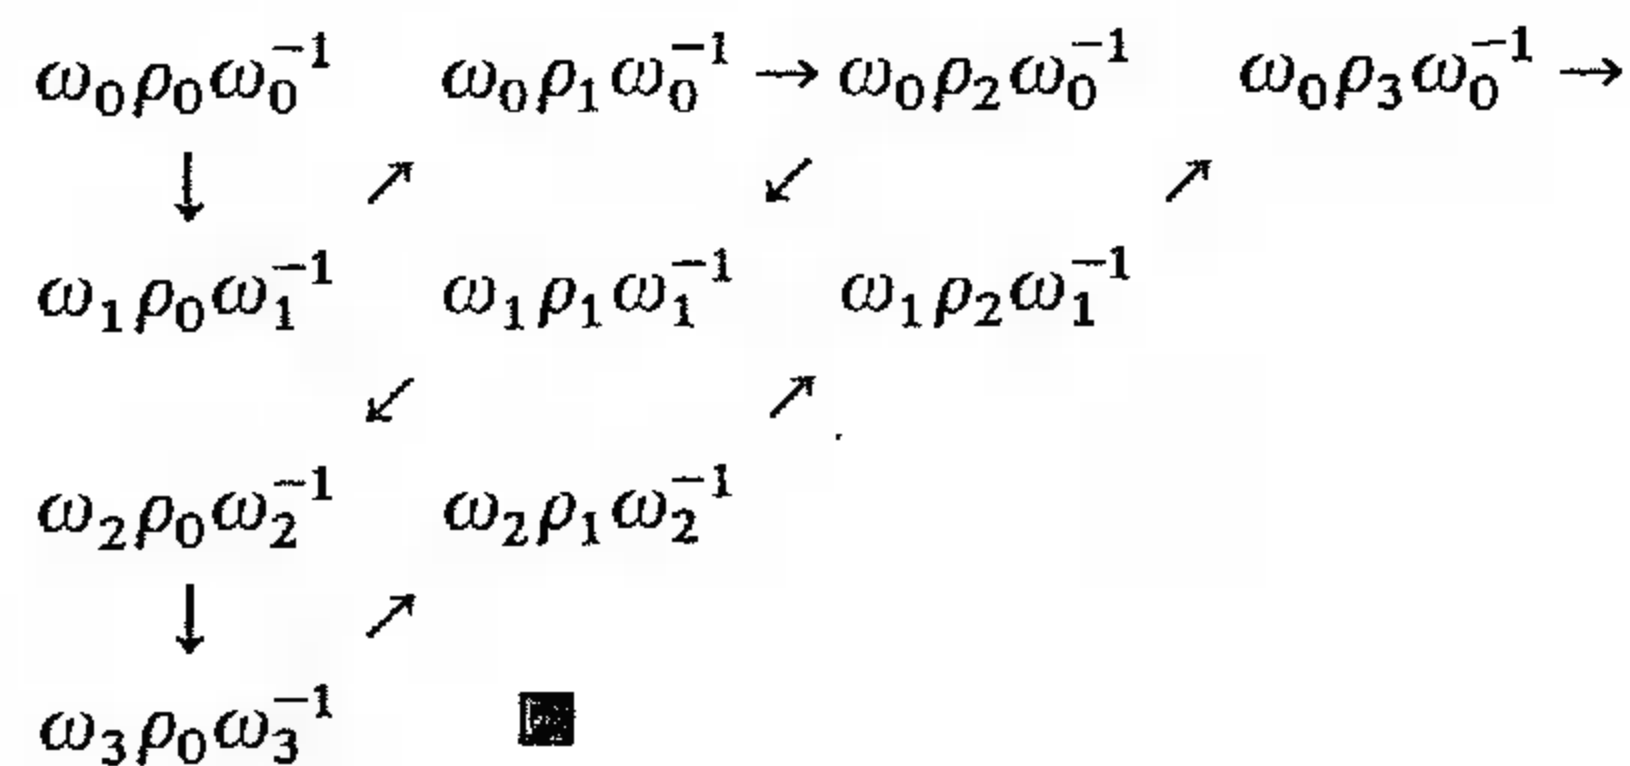 ω₀ρ₀ω₀⁻¹ ω₀ρ₁ω₀⁻¹ → ω₀ρ₂ω₀⁻¹ ω₀ρ₃ω₀⁻¹ →
↓ ↗ ↙ ↗
ω₁ρ₀ω₁⁻¹ ω₁ρ₁ω₁⁻¹ ω₁ρ₂ω₁⁻¹
↙ ↗
ω₂ρ₀ω₂⁻¹ ω₂ρ₁ω₂⁻¹
↓ ↗
ω₃ρ₀ω₃⁻¹ ■